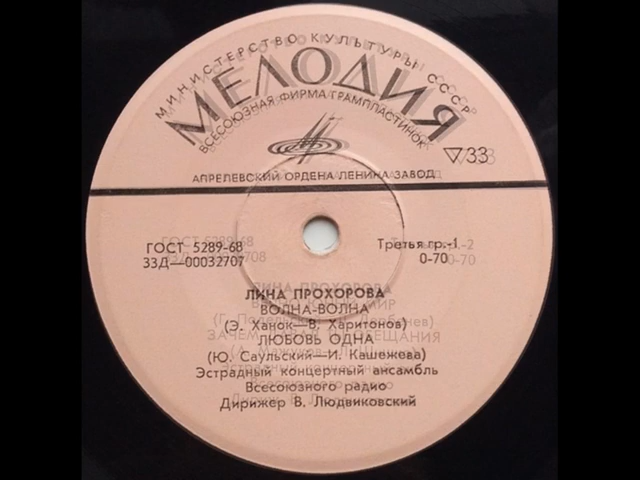 МИНИСТЕРСТВО КУЛЬТУРЫ СССР
МЕЛОДИЯ
ВСЕСОЮЗНАЯ ФИРМА ГРАМПЛАСТИНОК
33
АПРЕЛЕВСКИЙ ОРДЕНА ЛЕНИНА ЗАВОД
ГОСТ 5289-68 Третья гр.-1
33Д—00032707 0-70
ЛИНА ПРОХОРОВА
ВОЛНА-ВОЛНА
(Э. Ханок—В. Харитонов)
ЛЮБОВЬ ОДНА
(Ю. Саульский—И. Кашежева)
Эстрадный концертный ансамбль
Всесоюзного радио
Дирижер В. Людвиковский